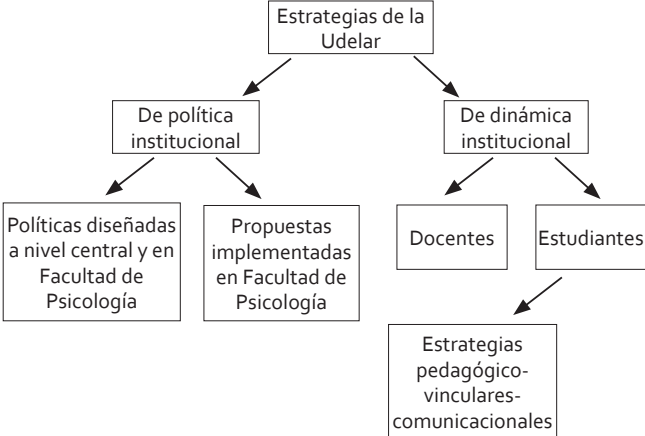 Estrategias de la
Udelar
De política
institucional
De dinámica
institucional
Políticas diseñadas
a nivel central y en
Facultad de
Psicología
Propuestas
implementadas
en Facultad de
Psicología
Docentes
Estudiantes
Estrategias
pedagógico-
vinculares-
comunicacionales